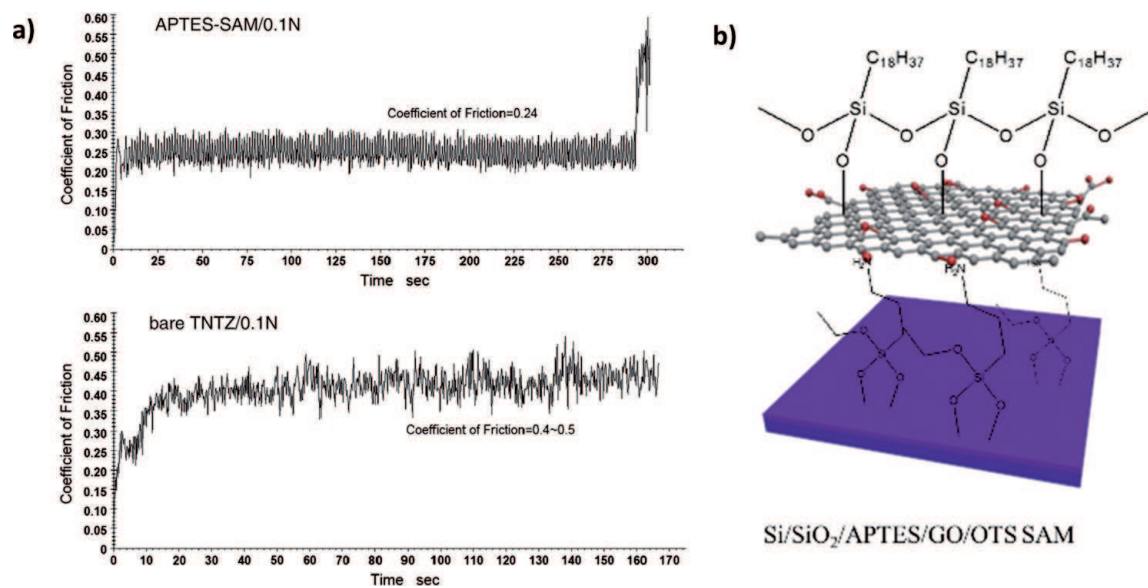 a)
APTES-SAM/0.1N
Coefficient of Friction=0.24
Coefficient of Friction
0.60
0.55
0.50
0.45
0.40
0.35
0.30
0.25
0.20
0.15
0.10
0.05
0
0 25 50 75 100 125 150 175 200 225 250 275 300
Time sec
bare TNTZ/0.1N
Coefficient of Friction=0.4~0.5
Coefficient of Friction
0.60
0.55
0.50
0.45
0.40
0.35
0.30
0.25
0.20
0.15
0.10
0.05
0
0 10 20 30 40 50 60 70 80 90 100 110 120 130 140 150 160 170
Time sec
b)
C₁₈H₃₇ C₁₈H₃₇ C₁₈H₃₇
Si Si Si
O O O O
O O O
H₂N H₂N
O O O
Si Si Si
O O O O O O
Si/SiO₂/APTES/GO/OTS SAM